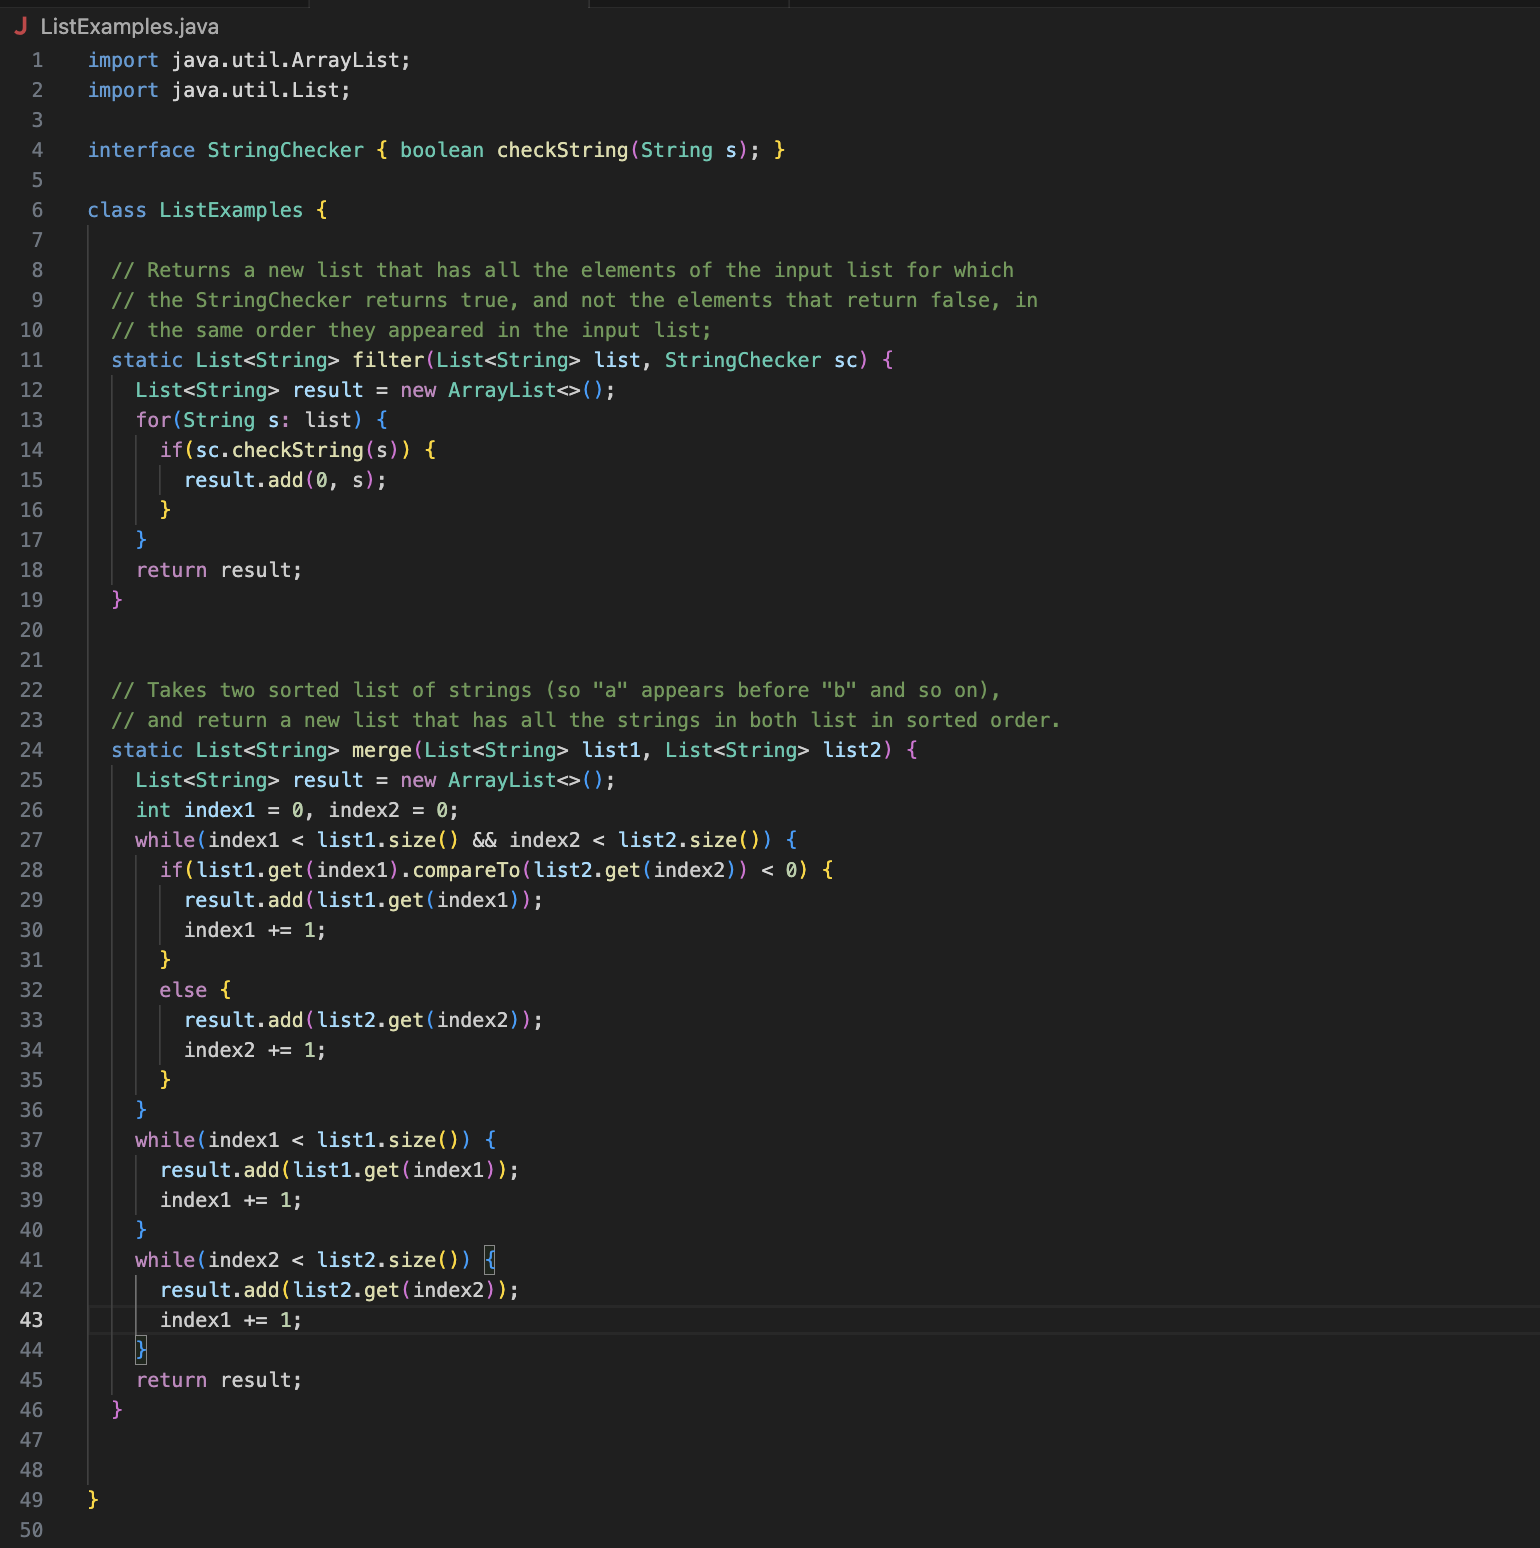 J ListExamples.java
1 import java.util.ArrayList;
2 import java.util.List;
3
4 interface StringChecker { boolean checkString(String s); }
5
6 class ListExamples {
7
8   // Returns a new list that has all the elements of the input list for which
9   // the StringChecker returns true, and not the elements that return false, in
10   // the same order they appeared in the input list;
11   static List<String> filter(List<String> list, StringChecker sc) {
12     List<String> result = new ArrayList<>();
13     for(String s: list) {
14       if(sc.checkString(s)) {
15         result.add(0, s);
16       }
17     }
18     return result;
19   }
20
21
22   // Takes two sorted list of strings (so "a" appears before "b" and so on),
23   // and return a new list that has all the strings in both list in sorted order.
24   static List<String> merge(List<String> list1, List<String> list2) {
25     List<String> result = new ArrayList<>();
26     int index1 = 0, index2 = 0;
27     while(index1 < list1.size() && index2 < list2.size()) {
28       if(list1.get(index1).compareTo(list2.get(index2)) < 0) {
29         result.add(list1.get(index1));
30         index1 += 1;
31       }
32       else {
33         result.add(list2.get(index2));
34         index2 += 1;
35       }
36     }
37     while(index1 < list1.size()) {
38       result.add(list1.get(index1));
39       index1 += 1;
40     }
41     while(index2 < list2.size()) {
42       result.add(list2.get(index2));
43       index1 += 1;
44     }
45     return result;
46   }
47
48
49 }
50